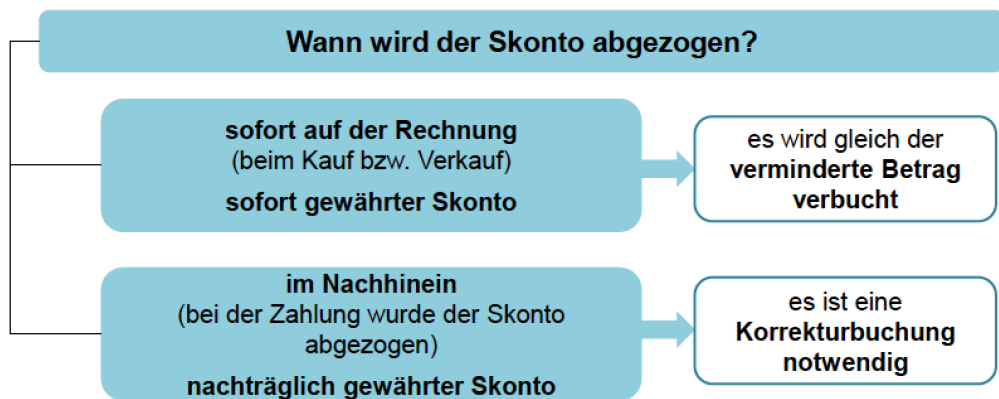 Wann wird der Skonto abgezogen?
sofort auf der Rechnung
(beim Kauf bzw. Verkauf)
sofort gewährter Skonto
es wird gleich der
verminderte Betrag
verbucht
im Nachhinein
(bei der Zahlung wurde der Skonto
abgezogen)
nachträglich gewährter Skonto
es ist eine
Korrekturbuchung
notwendig